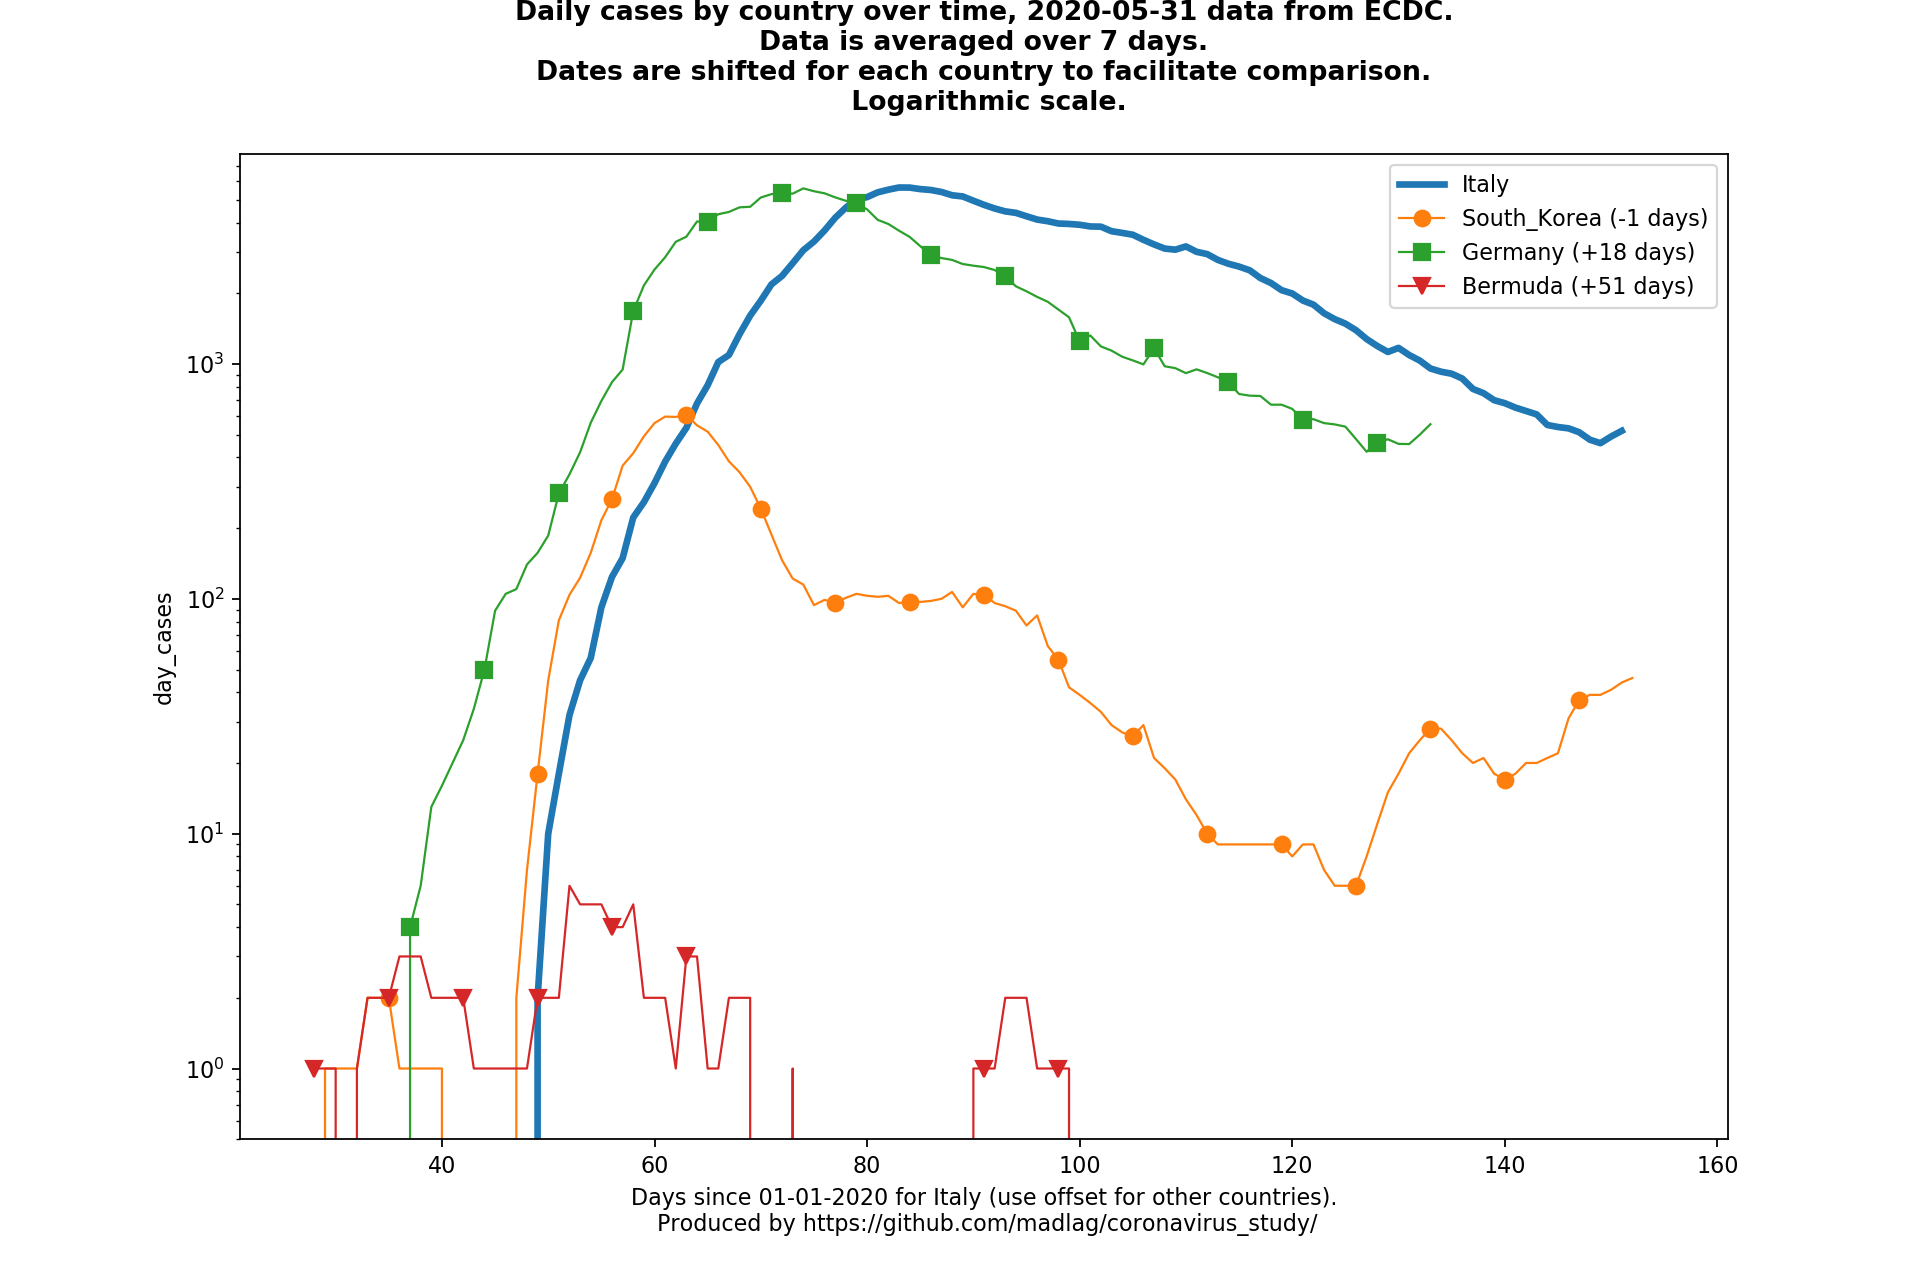 Daily cases by country over time, 2020-05-31 data from ECDC.
Data is averaged over 7 days.
Dates are shifted for each country to facilitate comparison.
Logarithmic scale.
Italy
South_Korea (-1 days)
Germany (+18 days)
Bermuda (+51 days)
day_cases
10³
10²
10¹
10⁰
40 60 80 100 120 140 160
Days since 01-01-2020 for Italy (use offset for other countries).
Produced by https://github.com/madlag/coronavirus_study/